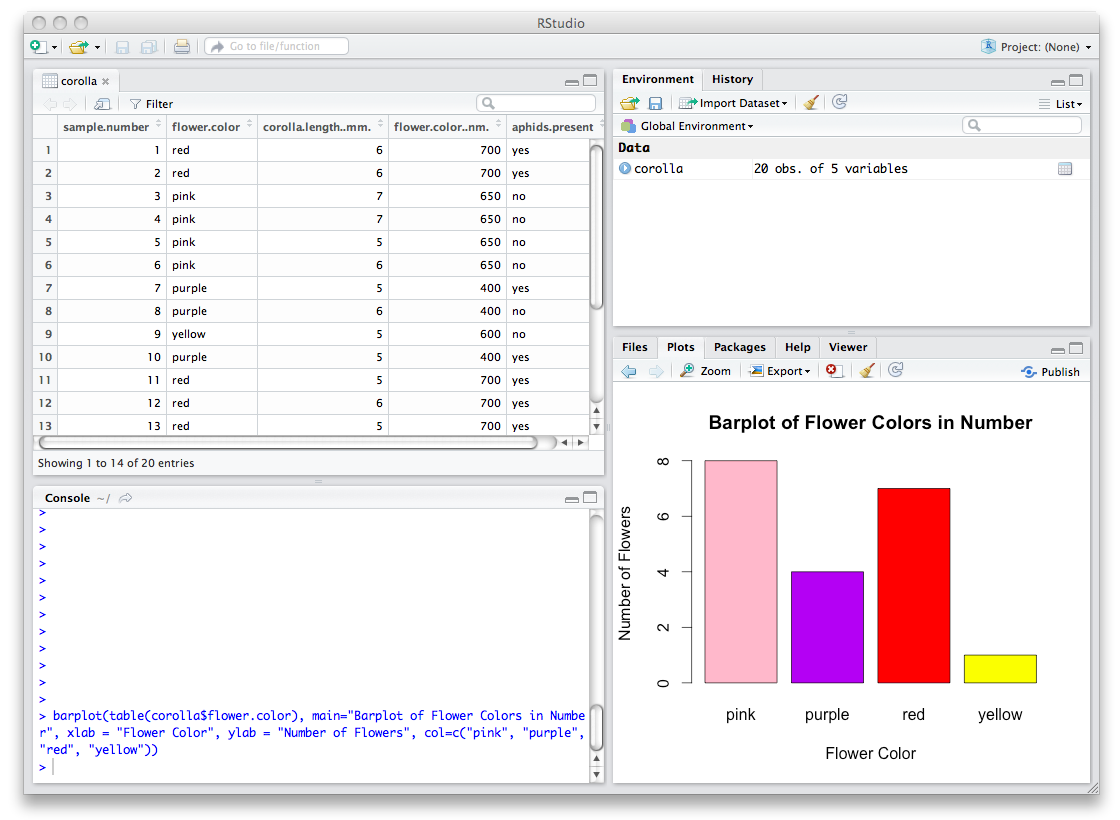 RStudio
Go to file/function
Project: (None)
corolla
Filter
sample.number flower.color corolla.length..mm. flower.color..nm. aphids.present
1 1 red 6 700 yes
2 2 red 6 700 yes
3 3 pink 7 650 no
4 4 pink 7 650 no
5 5 pink 5 650 no
6 6 pink 6 650 no
7 7 purple 5 400 yes
8 8 purple 6 400 no
9 9 yellow 5 600 no
10 10 purple 5 400 yes
11 11 red 5 700 yes
12 12 red 6 700 yes
13 13 red 5 700 yes
Showing 1 to 14 of 20 entries
Console ~/
>
>
>
>
>
>
>
>
>
>
>
>
> barplot(table(corolla$flower.color), main="Barplot of Flower Colors in Numbe
r", xlab = "Flower Color", ylab = "Number of Flowers", col=c("pink", "purple",
"red", "yellow"))
>
Environment History
Import Dataset List
Global Environment
Data
corolla 20 obs. of 5 variables
Files Plots Packages Help Viewer
Zoom Export Publish
Barplot of Flower Colors in Number
Number of Flowers
8
6
4
2
0
pink purple red yellow
Flower Color